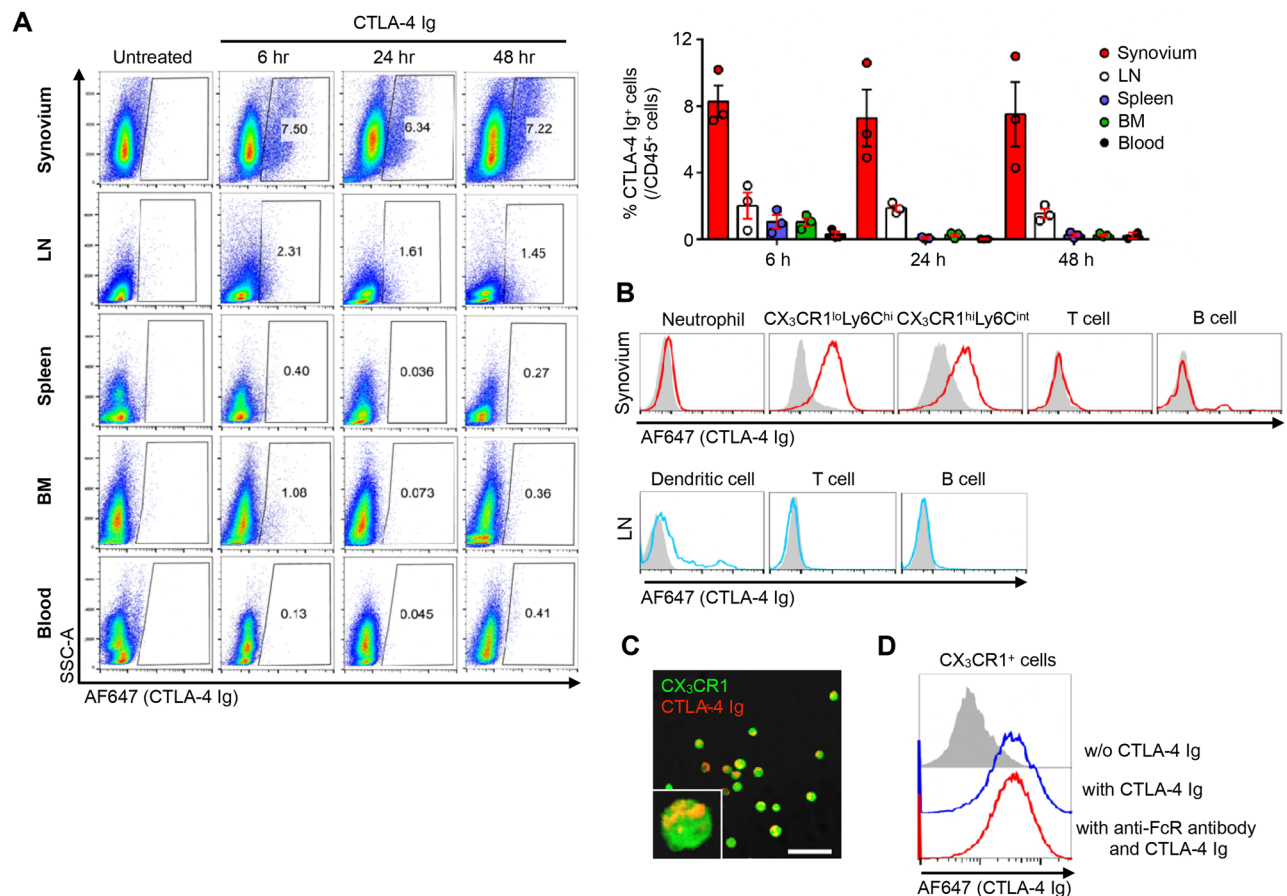 A
CTLA-4 Ig
Untreated 6 hr 24 hr 48 hr
Synovium 7.50 6.34 7.22
LN 2.31 1.61 1.45
Spleen 0.40 0.036 0.27
BM 1.08 0.073 0.36
Blood 0.13 0.045 0.41
SSC-A
AF647 (CTLA-4 Ig)
% CTLA-4 Ig⁺ cells
(/CD45⁺ cells)
12
8
4
0
6 h 24 h 48 h
Synovium
LN
Spleen
BM
Blood
B
Neutrophil CX₃CR1ˡᵒLy6Cʰⁱ CX₃CR1ʰⁱLy6Cⁱⁿᵗ T cell B cell
Synovium
AF647 (CTLA-4 Ig)
Dendritic cell T cell B cell
LN
AF647 (CTLA-4 Ig)
C
CX₃CR1
CTLA-4 Ig
D
CX₃CR1⁺ cells
w/o CTLA-4 Ig
with CTLA-4 Ig
with anti-FcR antibody
and CTLA-4 Ig
AF647 (CTLA-4 Ig)